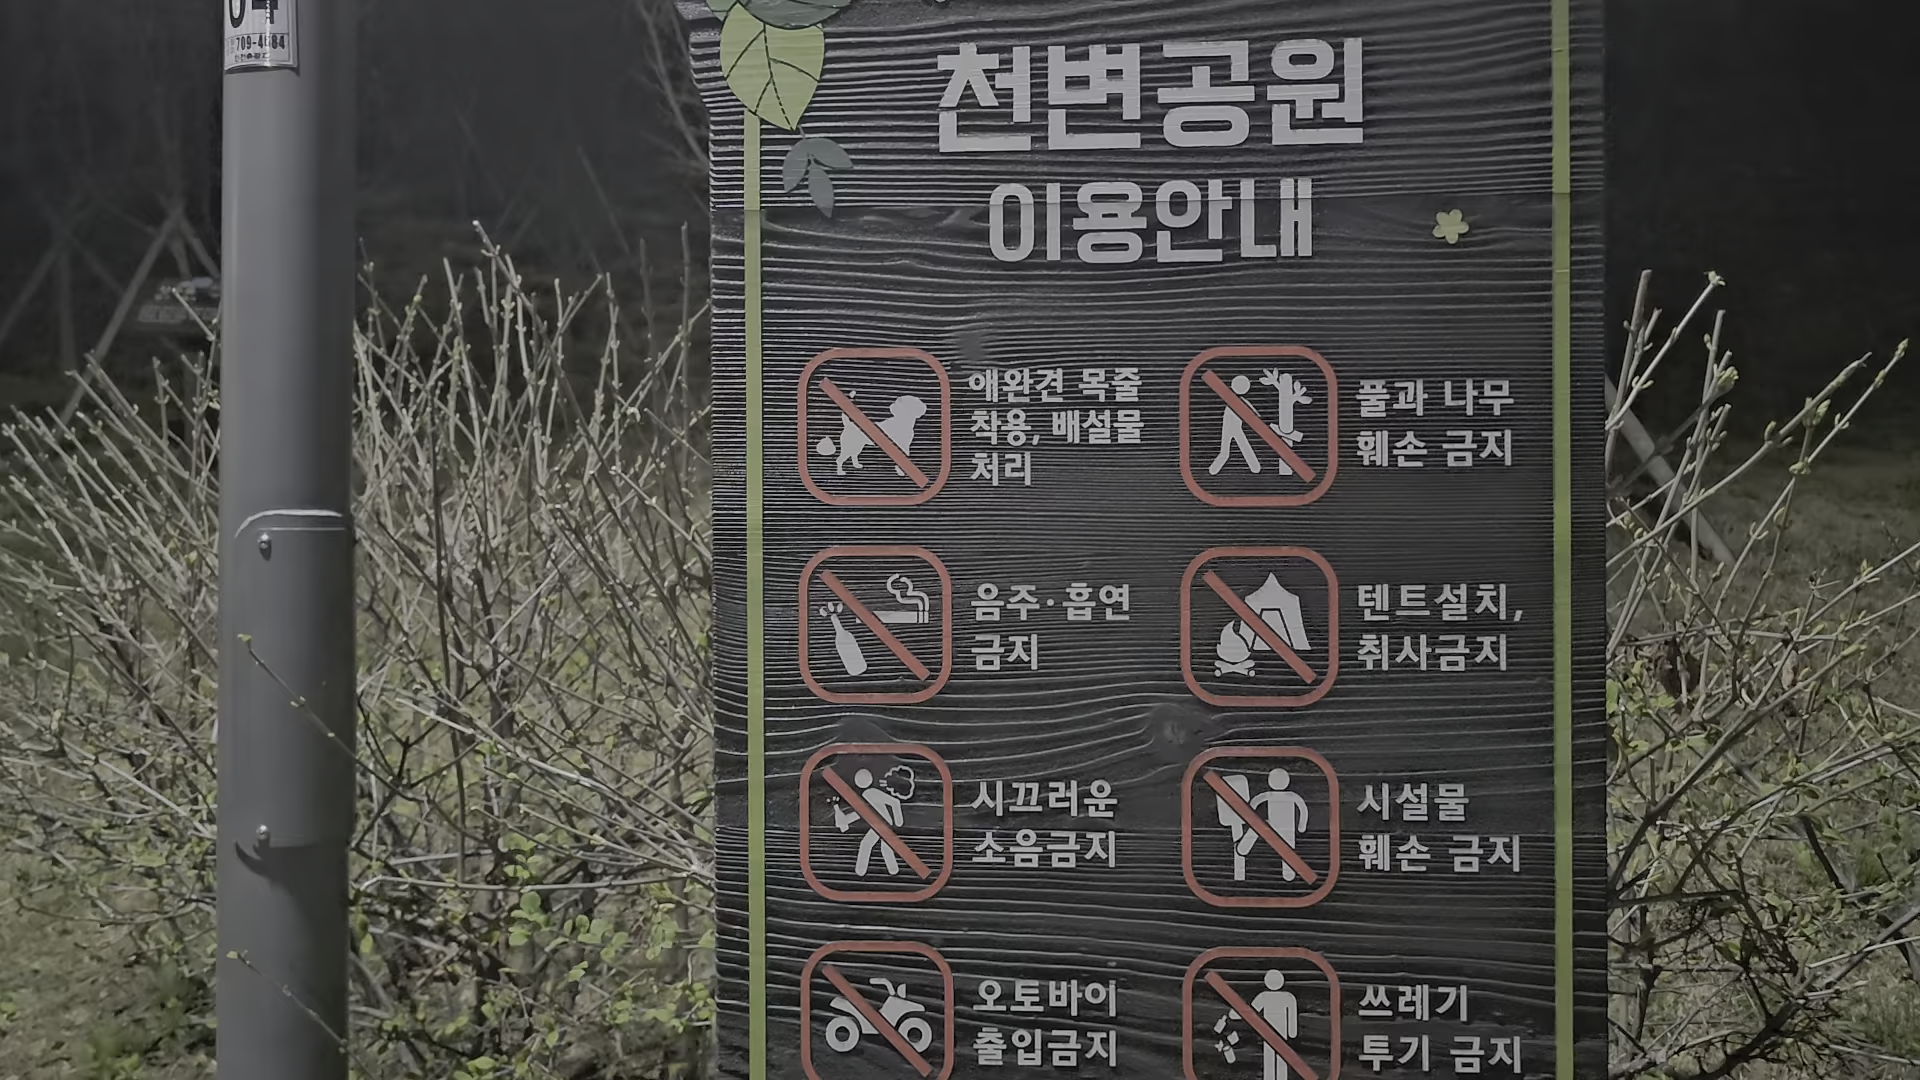 709-4684
천변공원
이용안내
애완견 목줄
착용, 배설물
처리
풀과 나무
훼손 금지
음주·흡연
금지
텐트설치,
취사금지
시끄러운
소음금지
시설물
훼손 금지
오토바이
출입금지
쓰레기
투기 금지